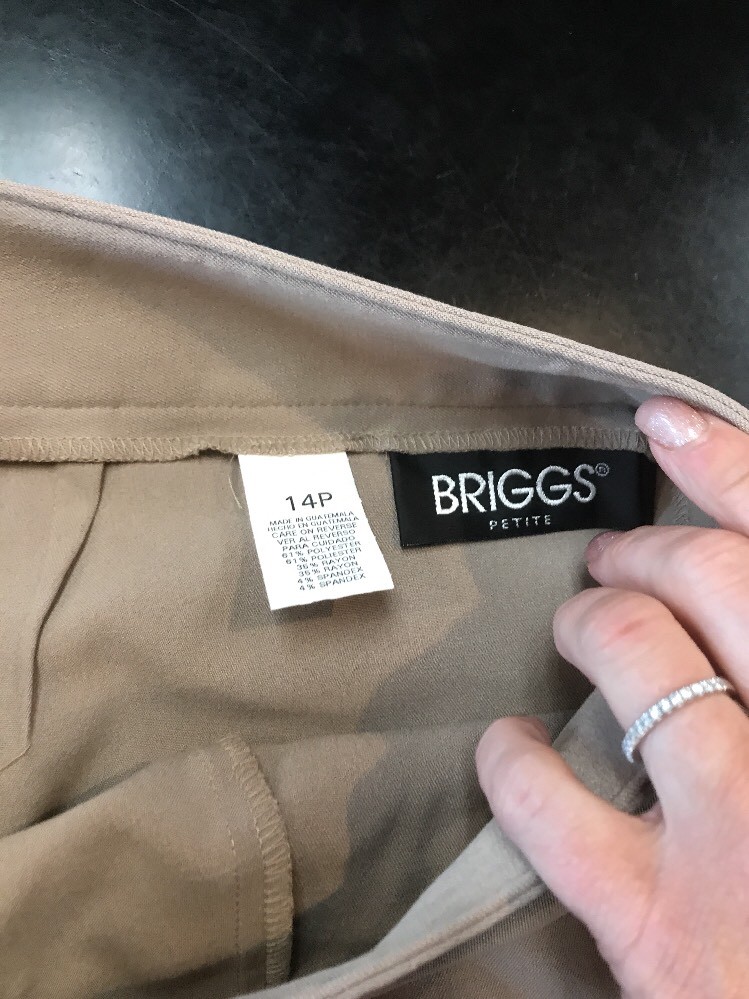 14P
MADE IN GUATEMALA
HECHO EN GUATEMALA
CARE ON REVERSE
VER AL REVERSO
PARA CUIDADO
61% POLYESTER
61% POLIESTER
35% RAYON
35% RAYON
4% SPANDEX
4% SPANDEX
BRIGGS
PETITE